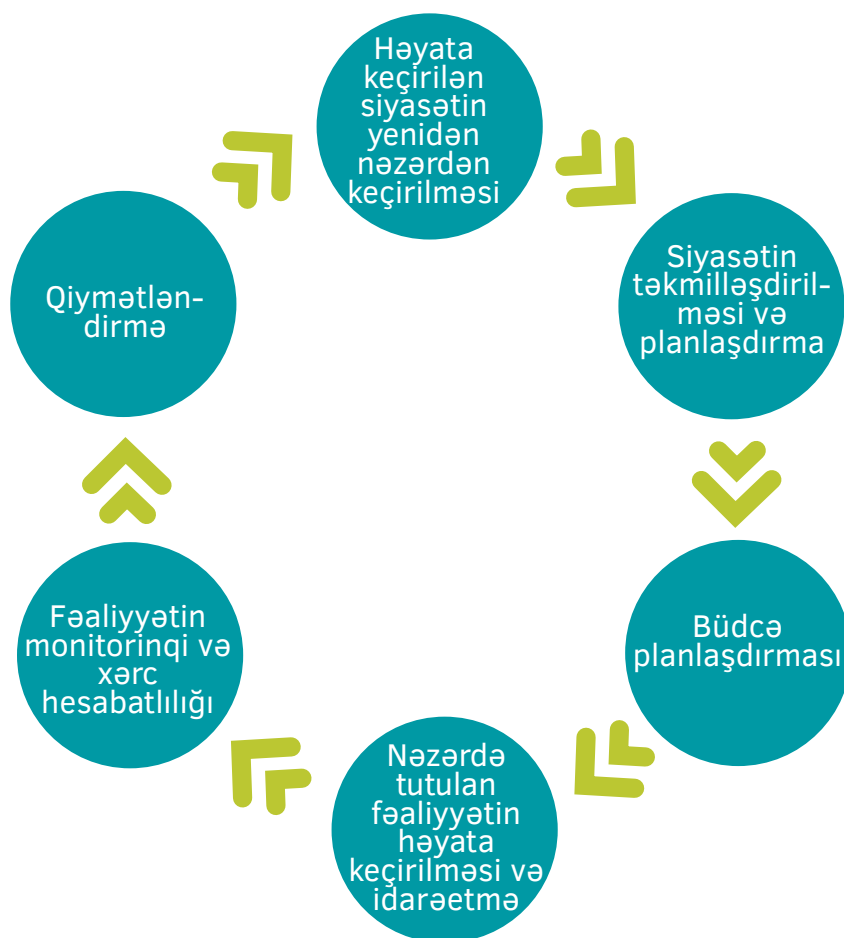 Həyata
keçirilən
siyasətin
yenidən
nəzərdən
keçirilməsi
Siyasətin
təkmilləşdiril-
məsi və
planlaşdırma
Büdcə
planlaşdırması
Nəzərdə
tutulan
fəaliyyətin
həyata
keçirilməsi və
idarəetmə
Fəaliyyətin
monitorinqi və
xərc
hesabatlılığı
Qiymətlən-
dirmə